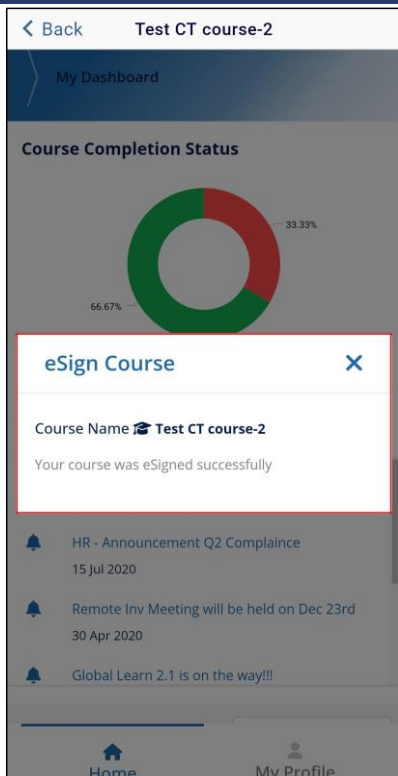 Back Test CT course-2
My Dashboard
Course Completion Status
33.33%
66.67%
eSign Course
Course Name Test CT course-2
Your course was eSigned successfully
HR - Announcement Q2 Complaince
15 Jul 2020
Remote Inv Meeting will be held on Dec 23rd
30 Apr 2020
Global Learn 2.1 is on the way!!!
Home My Profile